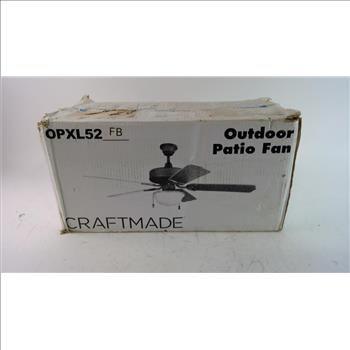 OPXL52 FB
Outdoor
Patio Fan
CRAFTMADE